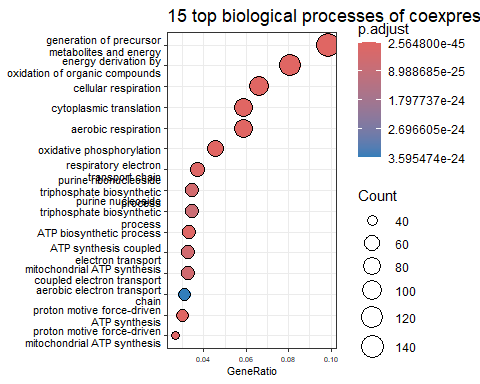 15 top biological processes of coexpres
generation of precursor
metabolites and energy
energy derivation by
oxidation of organic compounds
cellular respiration
cytoplasmic translation
aerobic respiration
oxidative phosphorylation
respiratory electron
transport chain
purine ribonucleoside
triphosphate biosynthetic
process
purine nucleoside
triphosphate biosynthetic
process
ATP biosynthetic process
ATP synthesis coupled
electron transport
mitochondrial ATP synthesis
coupled electron transport
aerobic electron transport
chain
proton motive force-driven
ATP synthesis
proton motive force-driven
mitochondrial ATP synthesis
0.04 0.06 0.08 0.10
GeneRatio
p.adjust
2.564800e-45
8.988685e-25
1.797737e-24
2.696605e-24
3.595474e-24
Count
40
60
80
100
120
140